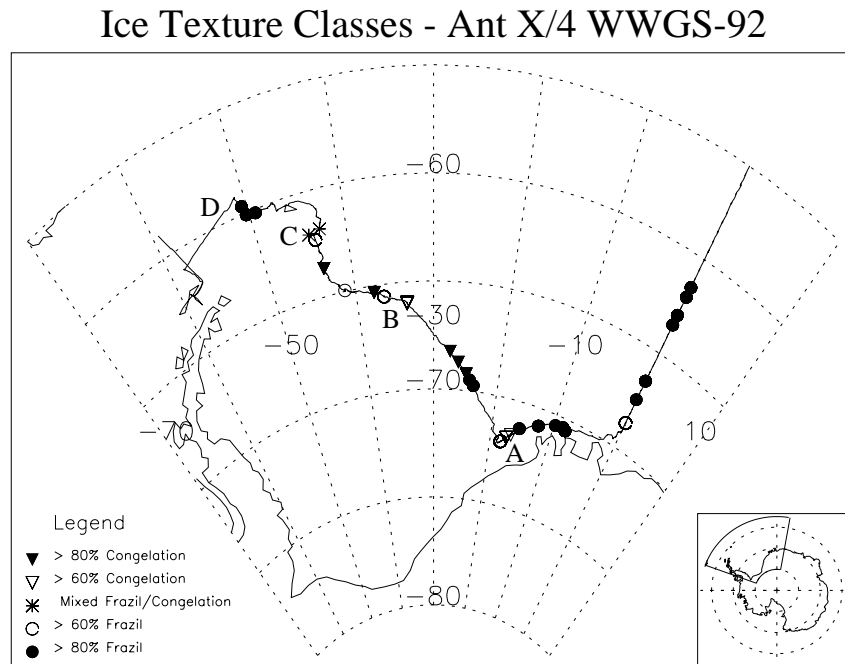 Ice Texture Classes - Ant X/4 WWGS-92
-60
D
C
B
-30
-50
-10
-70
-70
10
A
Legend
> 80% Congelation
> 60% Congelation
Mixed Frazil/Congelation
> 60% Frazil
> 80% Frazil
-80